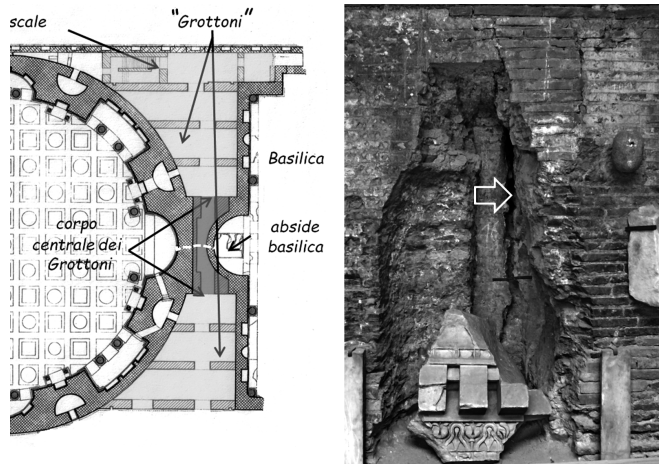 scale
"Grottoni"
Basilica
corpo
centrale dei
Grottoni
abside
basilica